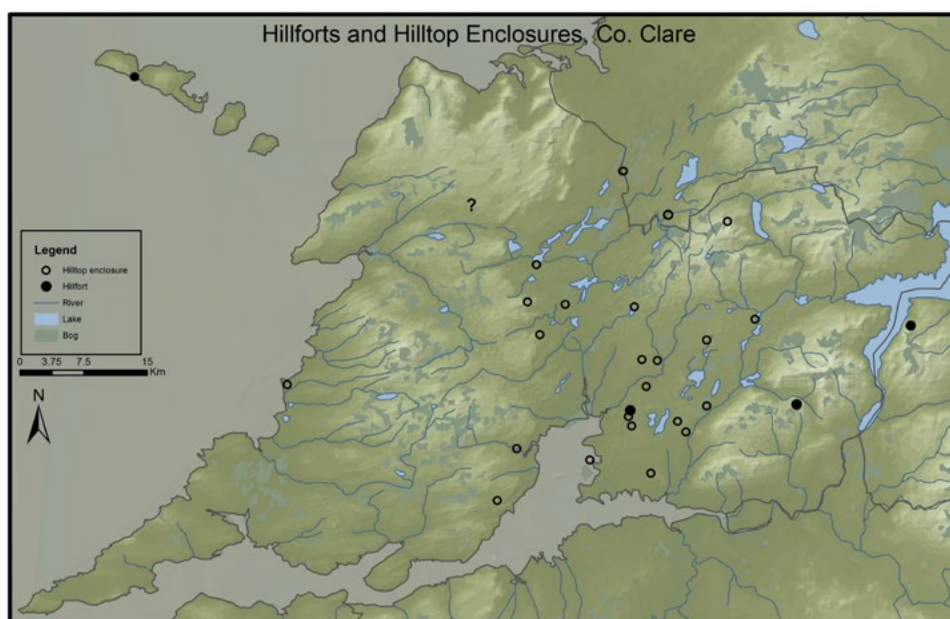 Hillforts and Hilltop Enclosures, Co. Clare
?
Legend
Hilltop enclosure
Hillfort
River
Lake
Bog
0 3.75 7.5 15
Km
N